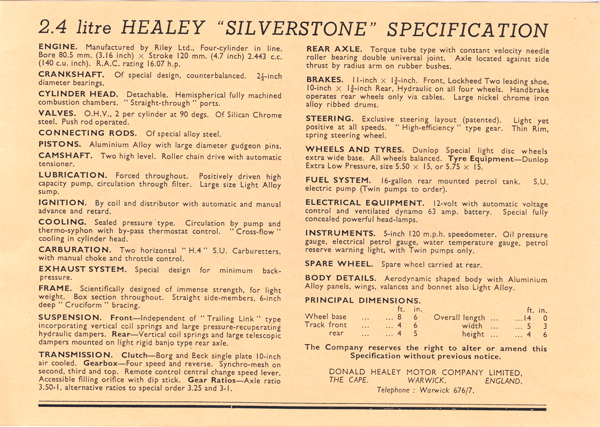 2.4 litre HEALEY "SILVERSTONE" SPECIFICATION
ENGINE. Manufactured by Riley Ltd., Four-cylinder in line.
Bore 80.5 mm. (3.16 inch) × Stroke 120 mm. (4.7 inch) 2.443 c.c.
(140 c.u. inch). R.A.C. rating 16.07 h.p.
CRANKSHAFT. Of special design, counterbalanced. 2½-inch
diameter bearings.
CYLINDER HEAD. Detachable. Hemispherical fully machined
combustion chambers. "Straight-through" ports.
VALVES. O.H.V., 2 per cylinder at 90 degs. Of Silican Chrome
steel. Push rod operated.
CONNECTING RODS. Of special alloy steel.
PISTONS. Aluminium Alloy with large diameter gudgeon pins.
CAMSHAFT. Two high level. Roller chain drive with automatic
tensioner.
LUBRICATION. Forced throughout. Positively driven high
capacity pump, circulation through filter. Large size Light Alloy
sump.
IGNITION. By coil and distributor with automatic and manual
advance and retard.
COOLING. Sealed pressure type. Circulation by pump and
thermo-syphon with by-pass thermostat control. "Cross-flow"
cooling in cylinder head.
CARBURATION. Two horizontal "H.4" S.U. Carburetters,
with manual choke and throttle control.
EXHAUST SYSTEM. Special design for minimum back-
pressure.
FRAME. Scientifically designed of immense strength, for light
weight. Box section throughout. Straight side-members, 6-inch
deep "Cruciform" bracing.
SUSPENSION. Front—Independent of "Trailing Link" type
incorporating vertical coil springs and large pressure-recuperating
hydraulic dampers. Rear—Vertical coil springs and large telescopic
dampers mounted on light rigid banjo type rear axle.
TRANSMISSION. Clutch—Borg and Beck single plate 10-inch
air cooled. Gearbox—Four speed and reverse. Synchro-mesh on
second, third and top. Remote control central change speed lever.
Accessible filling orifice with dip stick. Gear Ratios—Axle ratio
3.50-1, alternative ratios to special order 3.25 and 3-1.
REAR AXLE. Torque tube type with constant velocity needle
roller bearing double universal joint. Axle located against side
thrust by radius arm on rubber bushes.
BRAKES. 11-inch × 1¾-inch. Front, Lockheed Two leading shoe,
10-inch × 1¾-inch Rear, Hydraulic on all four wheels. Handbrake
operates rear wheels only via cables. Large nickel chrome iron
alloy ribbed drums.
STEERING. Exclusive steering layout (patented). Light yet
positive at all speeds. "High-efficiency" type gear. Thin Rim,
spring steering wheel.
WHEELS AND TYRES. Dunlop Special light disc wheels
extra wide base. All wheels balanced. Tyre Equipment—Dunlop
Extra Low Pressure, size 5.50 × 15, or 5.75 × 15.
FUEL SYSTEM. 16-gallon rear mounted petrol tank. S.U.
electric pump (Twin pumps to order).
ELECTRICAL EQUIPMENT. 12-volt with automatic voltage
control and ventilated dynamo 63 amp. battery. Special fully
concealed powerful head-lamps.
INSTRUMENTS. 5-inch 120 m.p.h. speedometer. Oil pressure
gauge, electrical petrol gauge, water temperature gauge, petrol
reserve warning light, with Twin pumps only.
SPARE WHEEL. Spare wheel carried at rear.
BODY DETAILS. Aerodynamic shaped body with Aluminium
Alloy panels, wings, valances and bonnet also Light Alloy.
PRINCIPAL DIMENSIONS.
ft. in. ft. in.
Wheel base ... ... 8 6 Overall length ... ... 14 0
Track front ... ... 4 6 width ... ... 5 3
rear ... ... 4 5 height ... ... 4 6
The Company reserves the right to alter or amend this
Specification without previous notice.
DONALD HEALEY MOTOR COMPANY LIMITED,
THE CAPE. WARWICK. ENGLAND.
Telephone : Warwick 676/7.